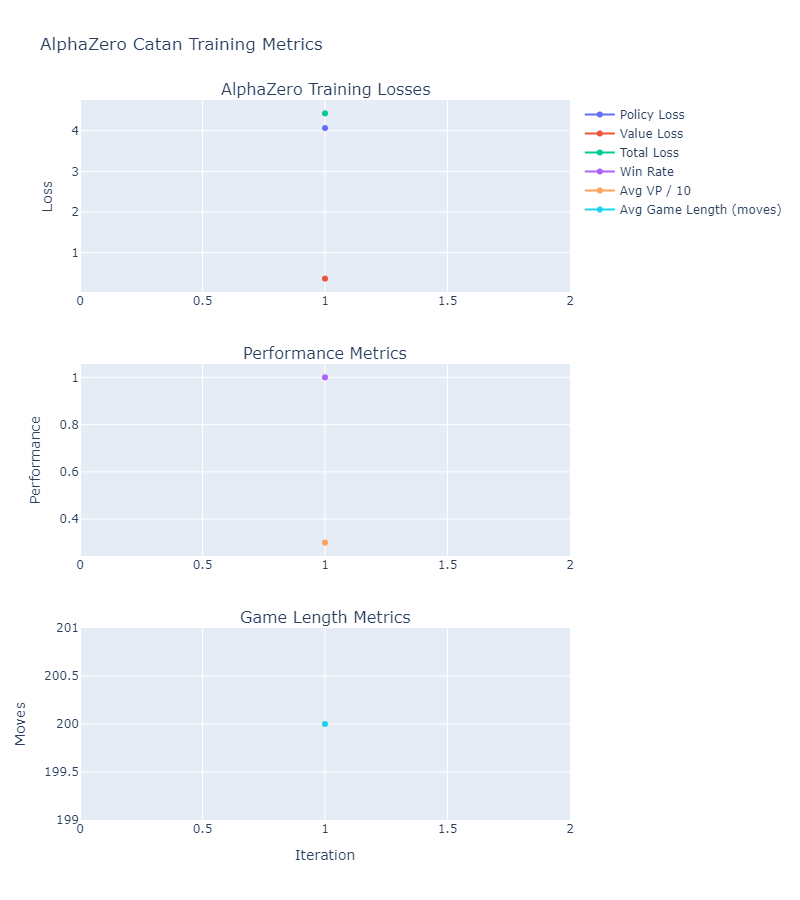 AlphaZero Catan Training Metrics
AlphaZero Training Losses
Loss
4
3
2
1
0 0.5 1 1.5 2
Policy Loss
Value Loss
Total Loss
Win Rate
Avg VP / 10
Avg Game Length (moves)
Performance Metrics
Performance
1
0.8
0.6
0.4
0 0.5 1 1.5 2
Game Length Metrics
Moves
201
200.5
200
199.5
199
0 0.5 1 1.5 2
Iteration